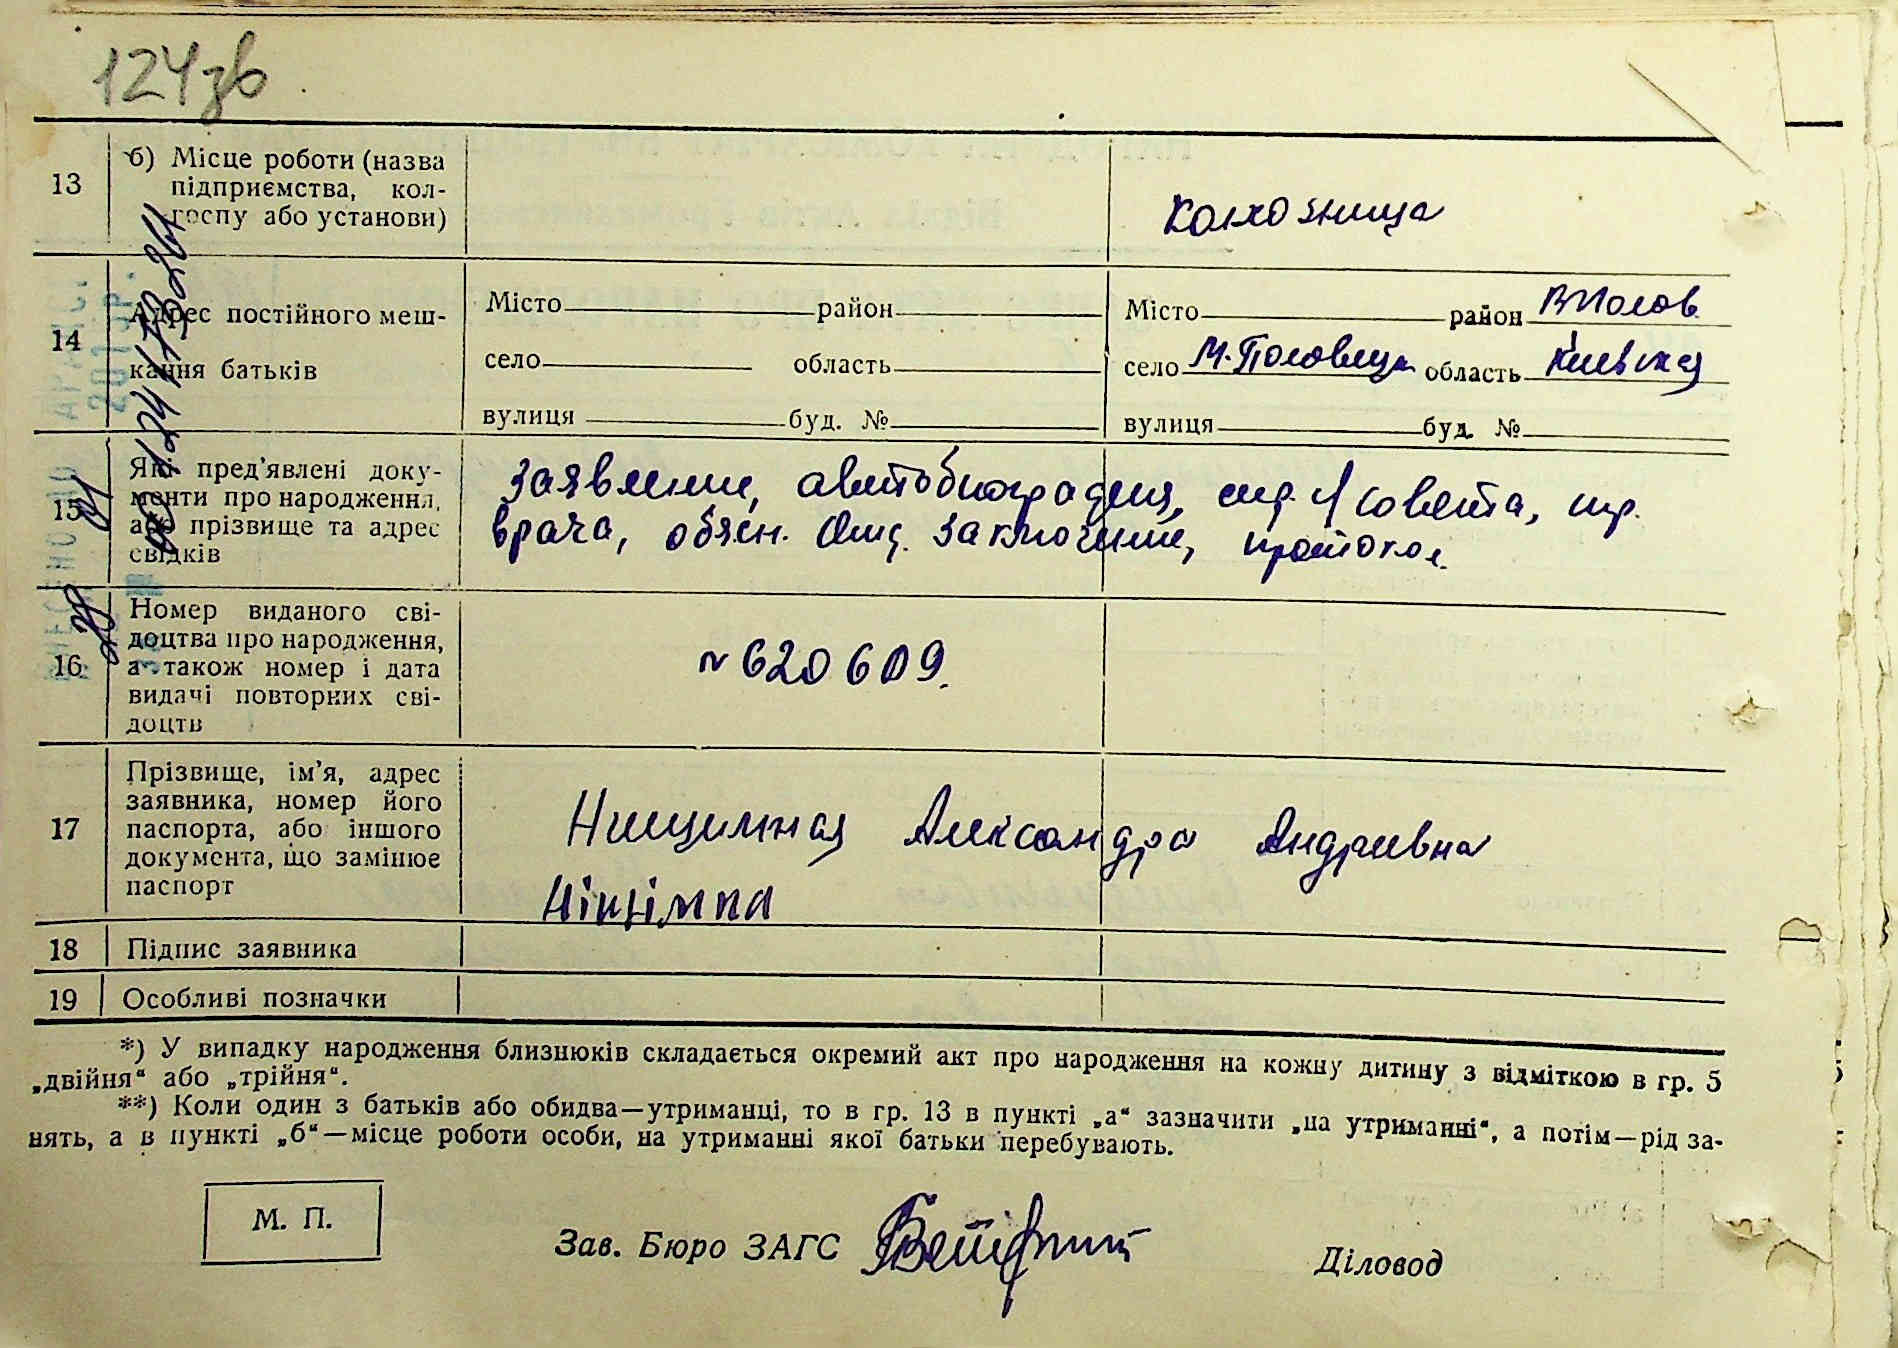 124зв
13 б) Місце роботи (назва підприємства, кол-
госпу або установи)
колхозница
14 Адрес постійного меш-
кання батьків
Місто район
село область
вулиця буд. №
Місто район В Полов.
село М-Половецк область Киевская
вулиця буд. №
15 Які пред'явлені доку-
менти про народження,
або прізвище та адрес
свідків
Заявление, автобиография, спр. с/совета, спр.
врача, обясн. заключение, протокол.
16 Номер виданого сві-
доцтва про народження,
а також номер і дата
видачі повторних сві-
доцтв
№ 620609.
17 Прізвище, ім'я, адрес
заявника, номер його
паспорта, або іншого
документа, що замінює
паспорт
Нищимная Александра Андреевна
18 Підпис заявника
19 Особливі позначки
*) У випадку народження близнюків складається окремий акт про народження на кожну дитину з відміткою в гр. 5
„двійня“ або „трійня“.
**) Коли один з батьків або обидва—утриманці, то в гр. 13 в пункті „а“ зазначити „на утриманні“, а потім—рід за-
нять, а в пункті „б“—місце роботи особи, на утриманні якої батьки перебувають.
М. П.
Зав. Бюро ЗАГС
Діловод